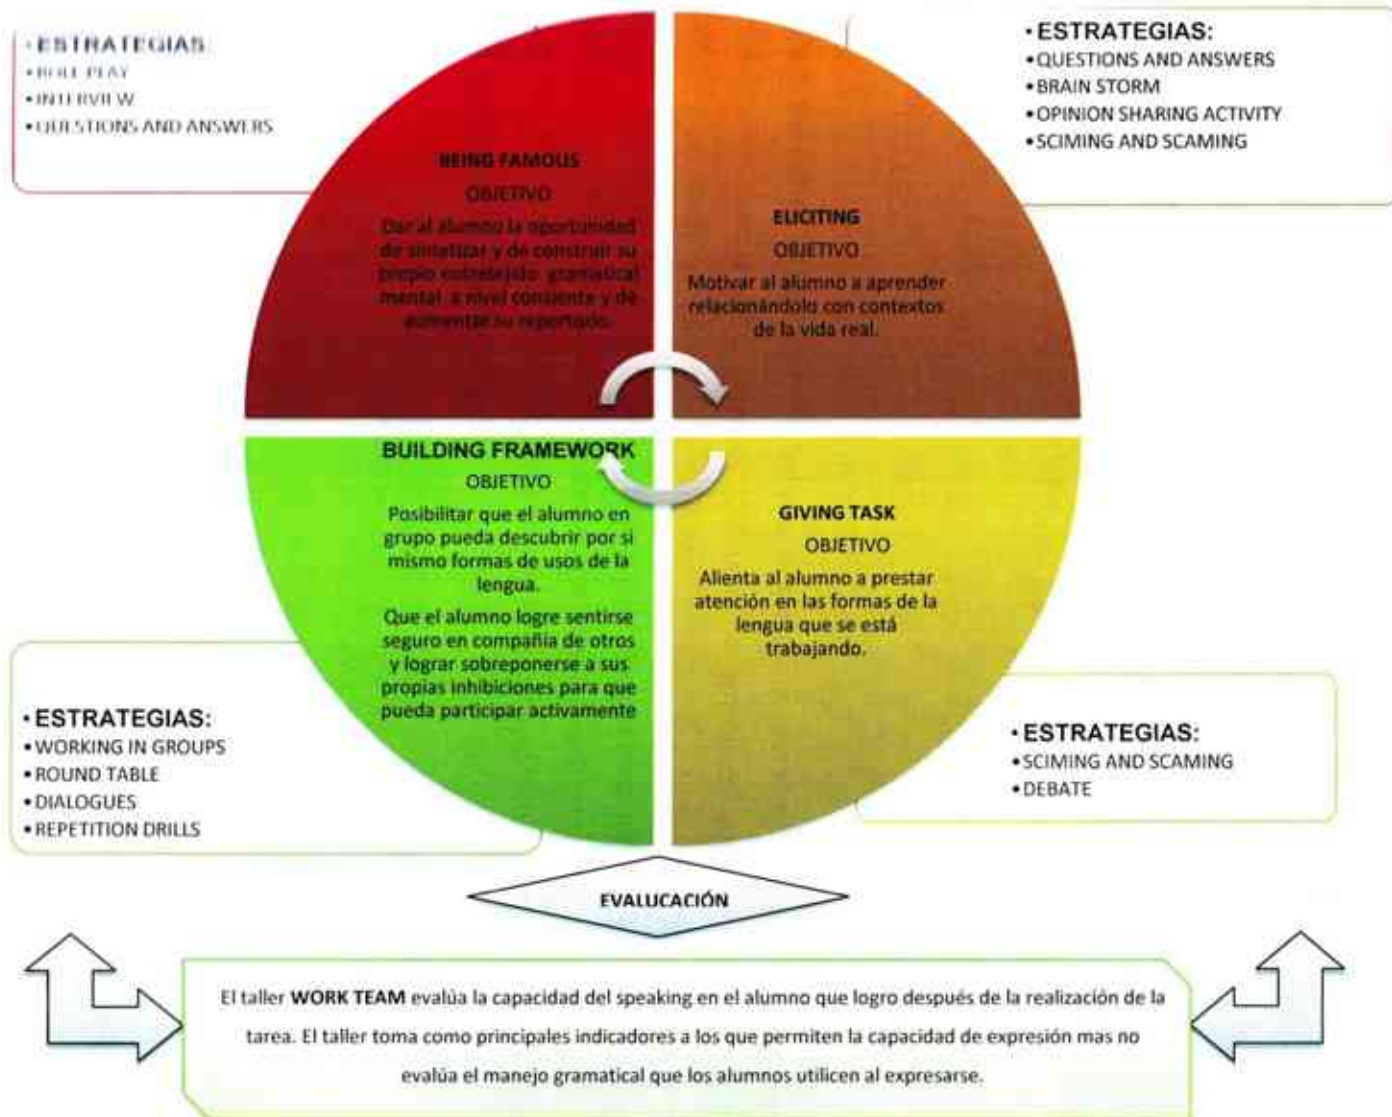 • ESTRATEGIAS
• ROLE PLAY
• INTERVIEW
• QUESTIONS AND ANSWERS
BEING FAMOUS
OBJETIVO
Dar al alumno la oportunidad
de sintetizar y de construir su
propio entretejido gramatical
mental a nivel consiente y de
aumentar su reportado.
• ESTRATEGIAS:
• QUESTIONS AND ANSWERS
• BRAIN STORM
• OPINION SHARING ACTIVITY
• SCIMING AND SCAMING
ELICITING
OBJETIVO
Motivar al alumno a aprender
relacionándolo con contextos
de la vida real.
BUILDING FRAMEWORK
OBJETIVO
Posibilitar que el alumno en
grupo pueda descubrir por si
mismo formas de usos de la
lengua.
Que el alumno logre sentirse
seguro en compañia de otros
y lograr sobreponerse a sus
propias inhibiciones para que
pueda participar activamente
• ESTRATEGIAS:
• WORKING IN GROUPS
• ROUND TABLE
• DIALOGUES
• REPETITION DRILLS
GIVING TASK
OBJETIVO
Alienta al alumno a prestar
atención en las formas de la
lengua que se está
trabajando.
• ESTRATEGIAS:
• SCIMING AND SCAMING
• DEBATE
EVALUCACIÓN
El taller WORK TEAM evalúa la capacidad del speaking en el alumno que logro después de la realización de la
tarea. El taller toma como principales indicadores a los que permiten la capacidad de expresión mas no
evalúa el manejo gramatical que los alumnos utilicen al expresarse.